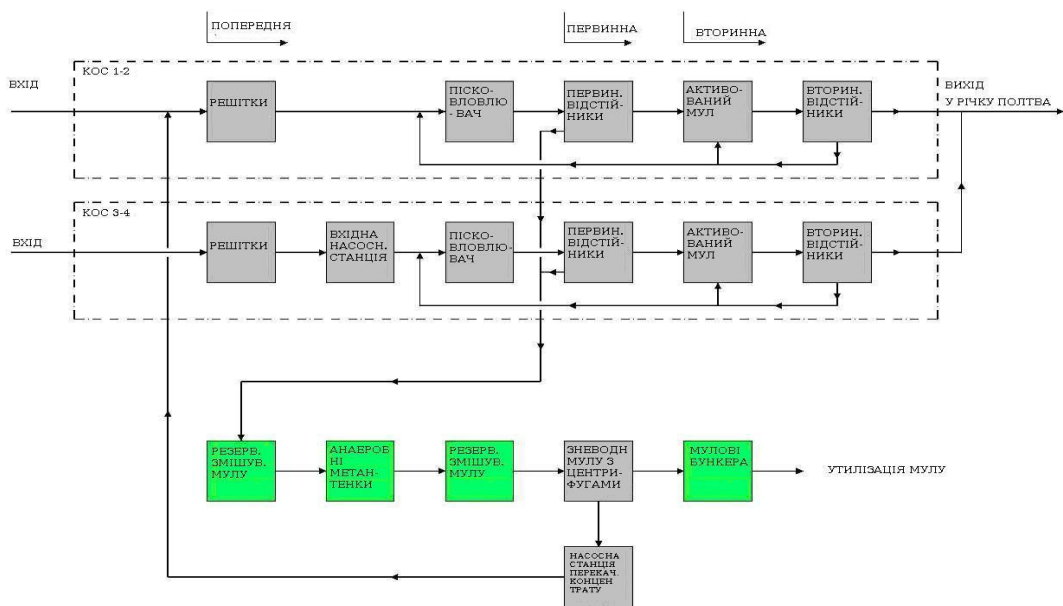 ПОПЕРЕДНЯ
ПЕРВИННА
ВТОРИННА
КОС 1-2
ВХІД
РЕШІТКИ
ПІСКО-
ВЛОВЛЮ
- ВАЧ
ПЕРВИН.
ВІДСТІЙ-
НИКИ
АКТИВО-
ВАНИЙ
МУЛ
ВТОРИН.
ВІДСТІЙ-
НИКИ
ВИХІД
У РІЧКУ ПОЛТВА
КОС 3-4
ВХІД
РЕШІТКИ
ВХІДНА
НАСОСН.
СТАНЦІЯ
ПІСКО-
ВЛОВЛЮ-
ВАЧ
ПЕРВИН.
ВІДСТІЙ-
НИКИ
АКТИВО-
ВАНИЙ
МУЛ
ВТОРИН.
ВІДСТІЙ-
НИКИ
РЕЗЕРВ.
ЗМІШУВ.
МУЛУ
АНАЕРОБ
НІ
МЕТАН-
ТЕНКИ
РЕЗЕРВ.
ЗМІШУВ.
МУЛУ
ЗНЕВОДН
МУЛУ З
ЦЕНТРИ-
ФУГАМИ
МУЛОВІ
БУНКЕРА
УТИЛІЗАЦІЯ МУЛУ
НАСОСНА
СТАНЦІЯ
ПЕРЕКАЧ.
КОНЦЕН
ТРАТУ